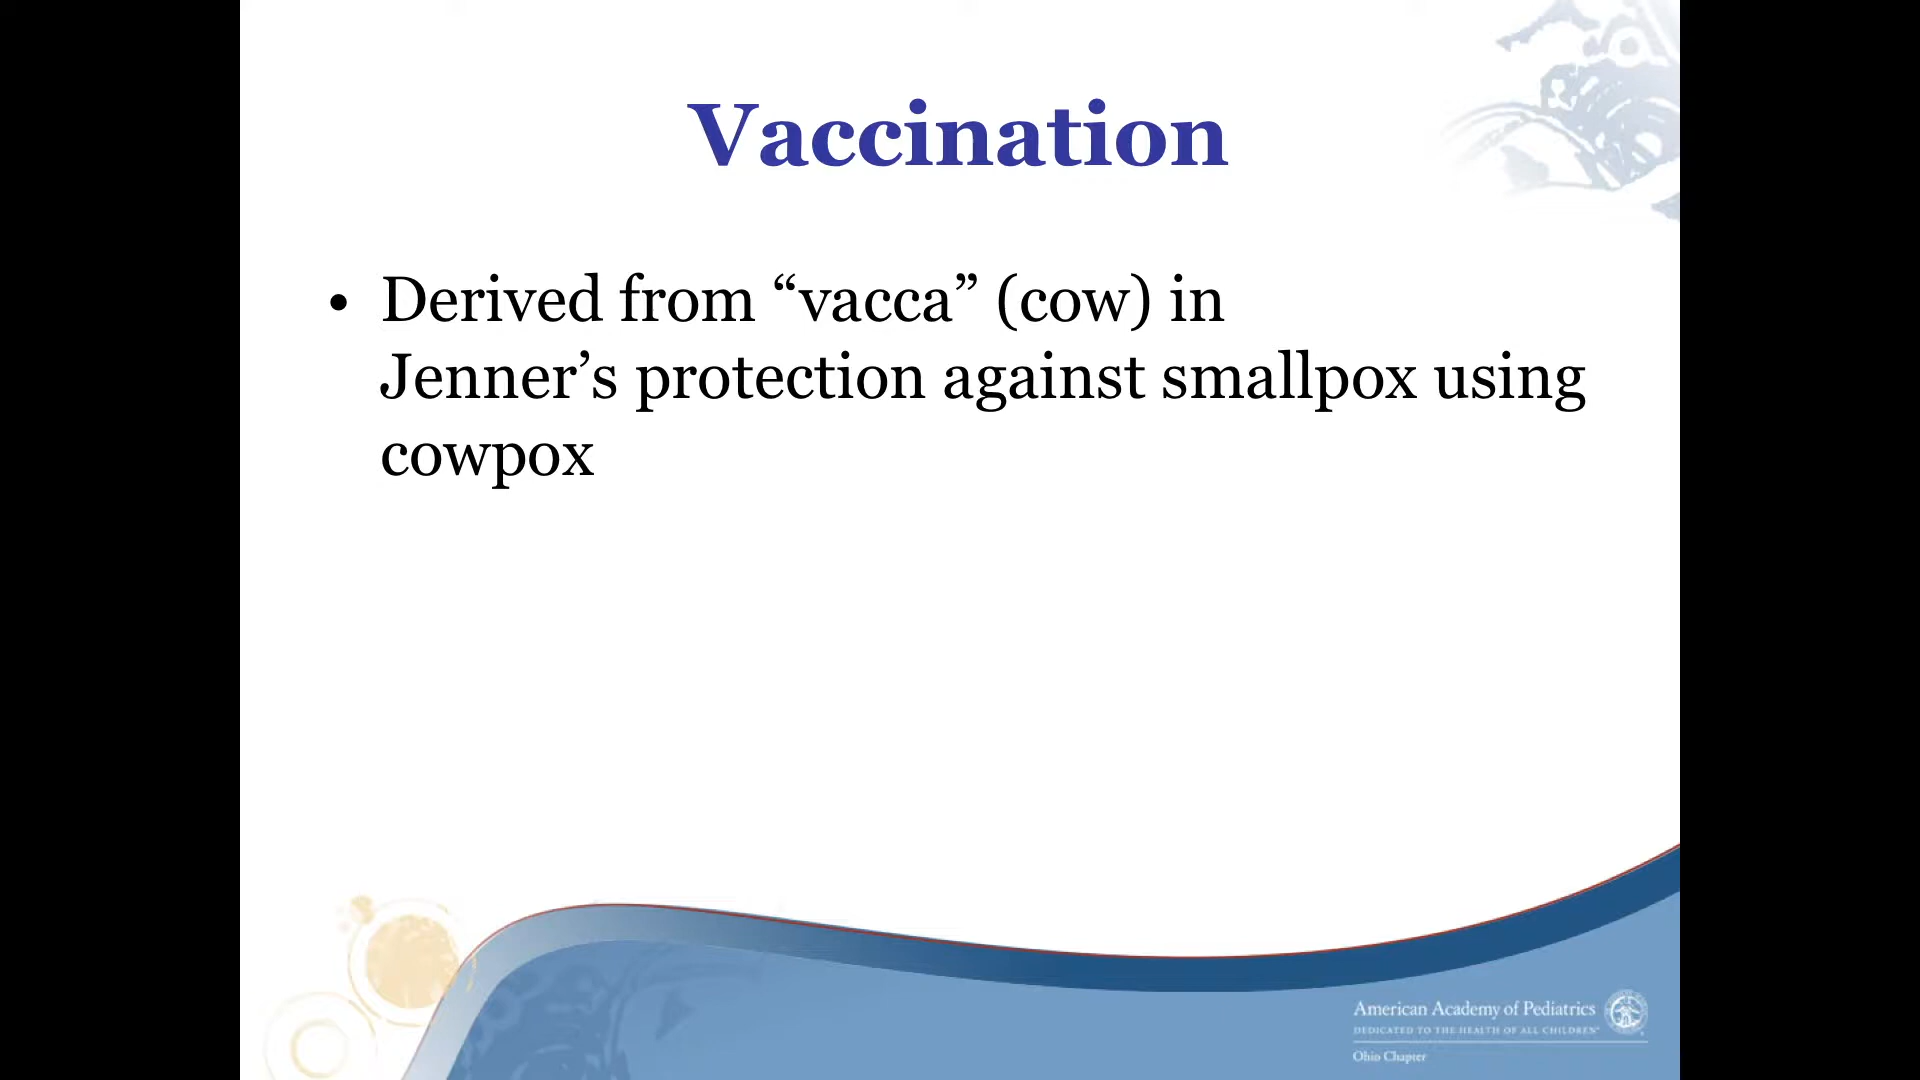 Vaccination
• Derived from “vacca” (cow) in
Jenner’s protection against smallpox using
cowpox
American Academy of Pediatrics
DEDICATED TO THE HEALTH OF ALL CHILDREN™
Ohio Chapter